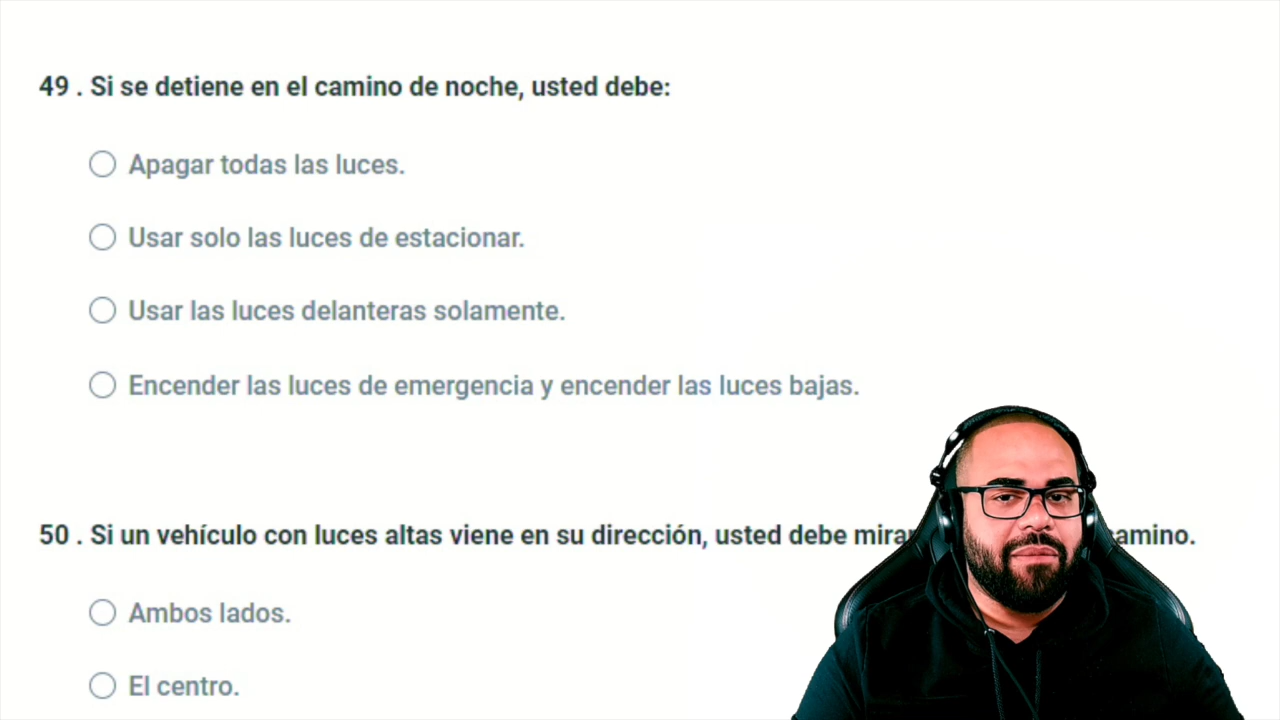 49 . Si se detiene en el camino de noche, usted debe:
Apagar todas las luces.
Usar solo las luces de estacionar.
Usar las luces delanteras solamente.
Encender las luces de emergencia y encender las luces bajas.
50 . Si un vehículo con luces altas viene en su dirección, usted debe
Ambos lados.
El centro.